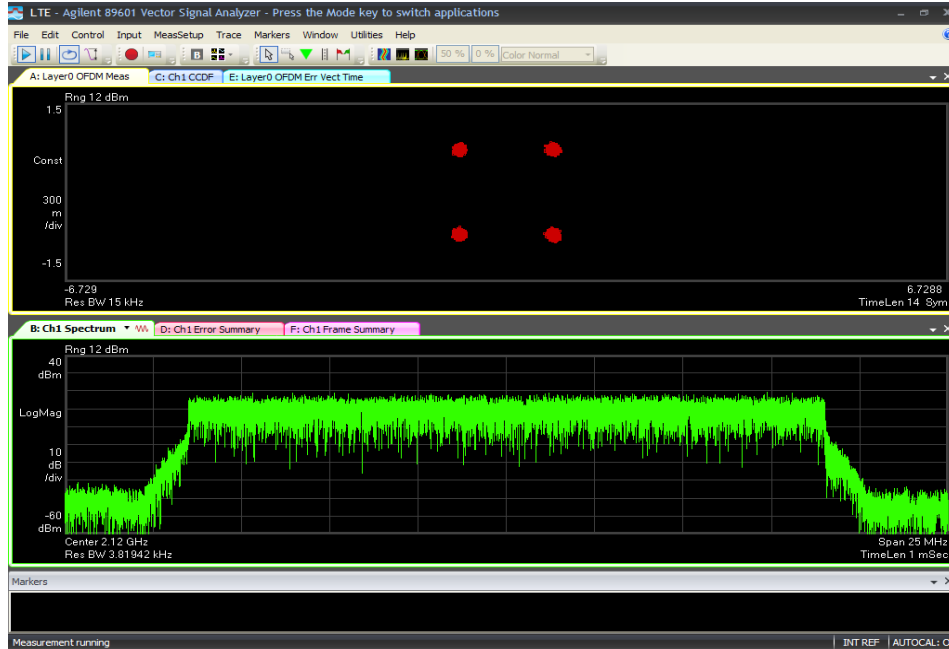 LTE - Agilent 89601 Vector Signal Analyzer - Press the Mode key to switch applications
File Edit Control Input MeasSetup Trace Markers Window Utilities Help
B 50 % 0 % Color Normal
A: Layer0 OFDM Meas C: Ch1 CCDF E: Layer0 OFDM Err Vect Time
Rng 12 dBm
1.5
Const
300
m
/div
-1.5
-6.729 6.7288
Res BW 15 kHz TimeLen 14 Sym
B: Ch1 Spectrum D: Ch1 Error Summary F: Ch1 Frame Summary
Rng 12 dBm
40
dBm
LogMag
10
dB
/div
-60
dBm
Center 2.12 GHz Span 25 MHz
Res BW 3.81942 kHz TimeLen 1 mSec
Markers
Measurement running INT REF AUTOCAL: